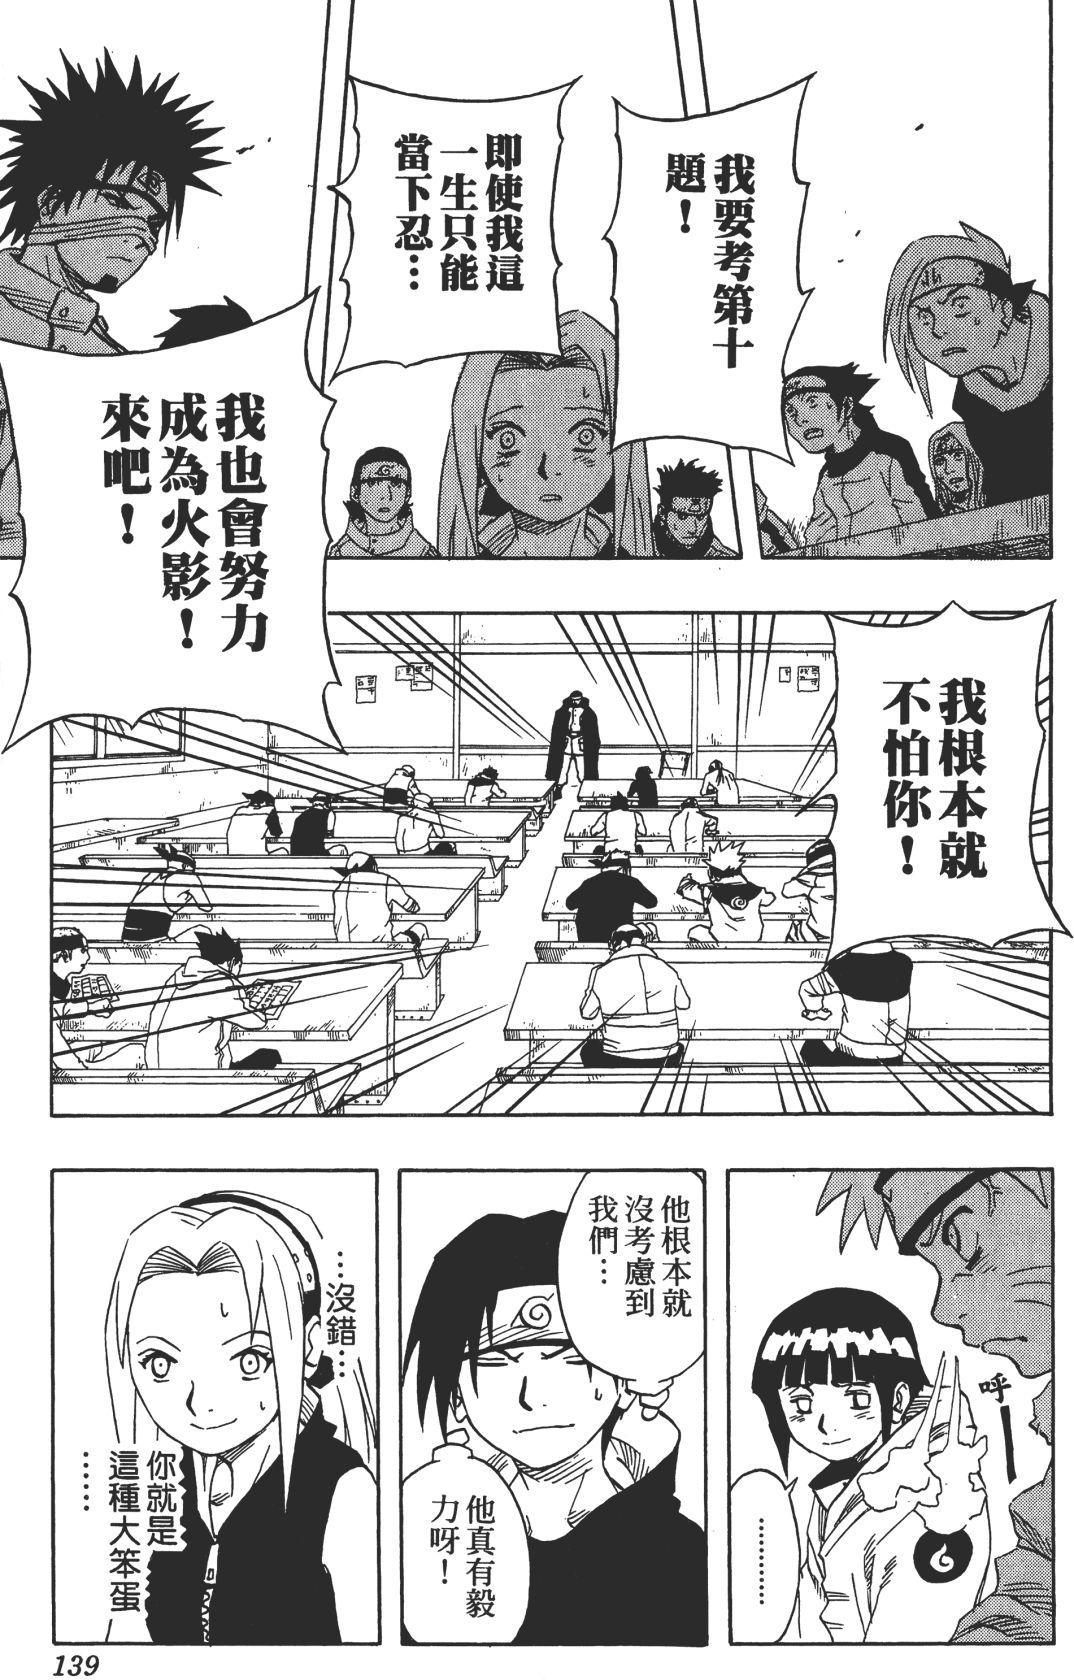 我要考第十
題！
即使我這
一生只能
當下忍…
我也會努力
成為火影！
來吧！
我根本就
不怕你！
呼—
………
他根本就
沒考慮到
我們…
他真有毅
力呀！
…沒錯…
你就是
這種大笨蛋
……
139